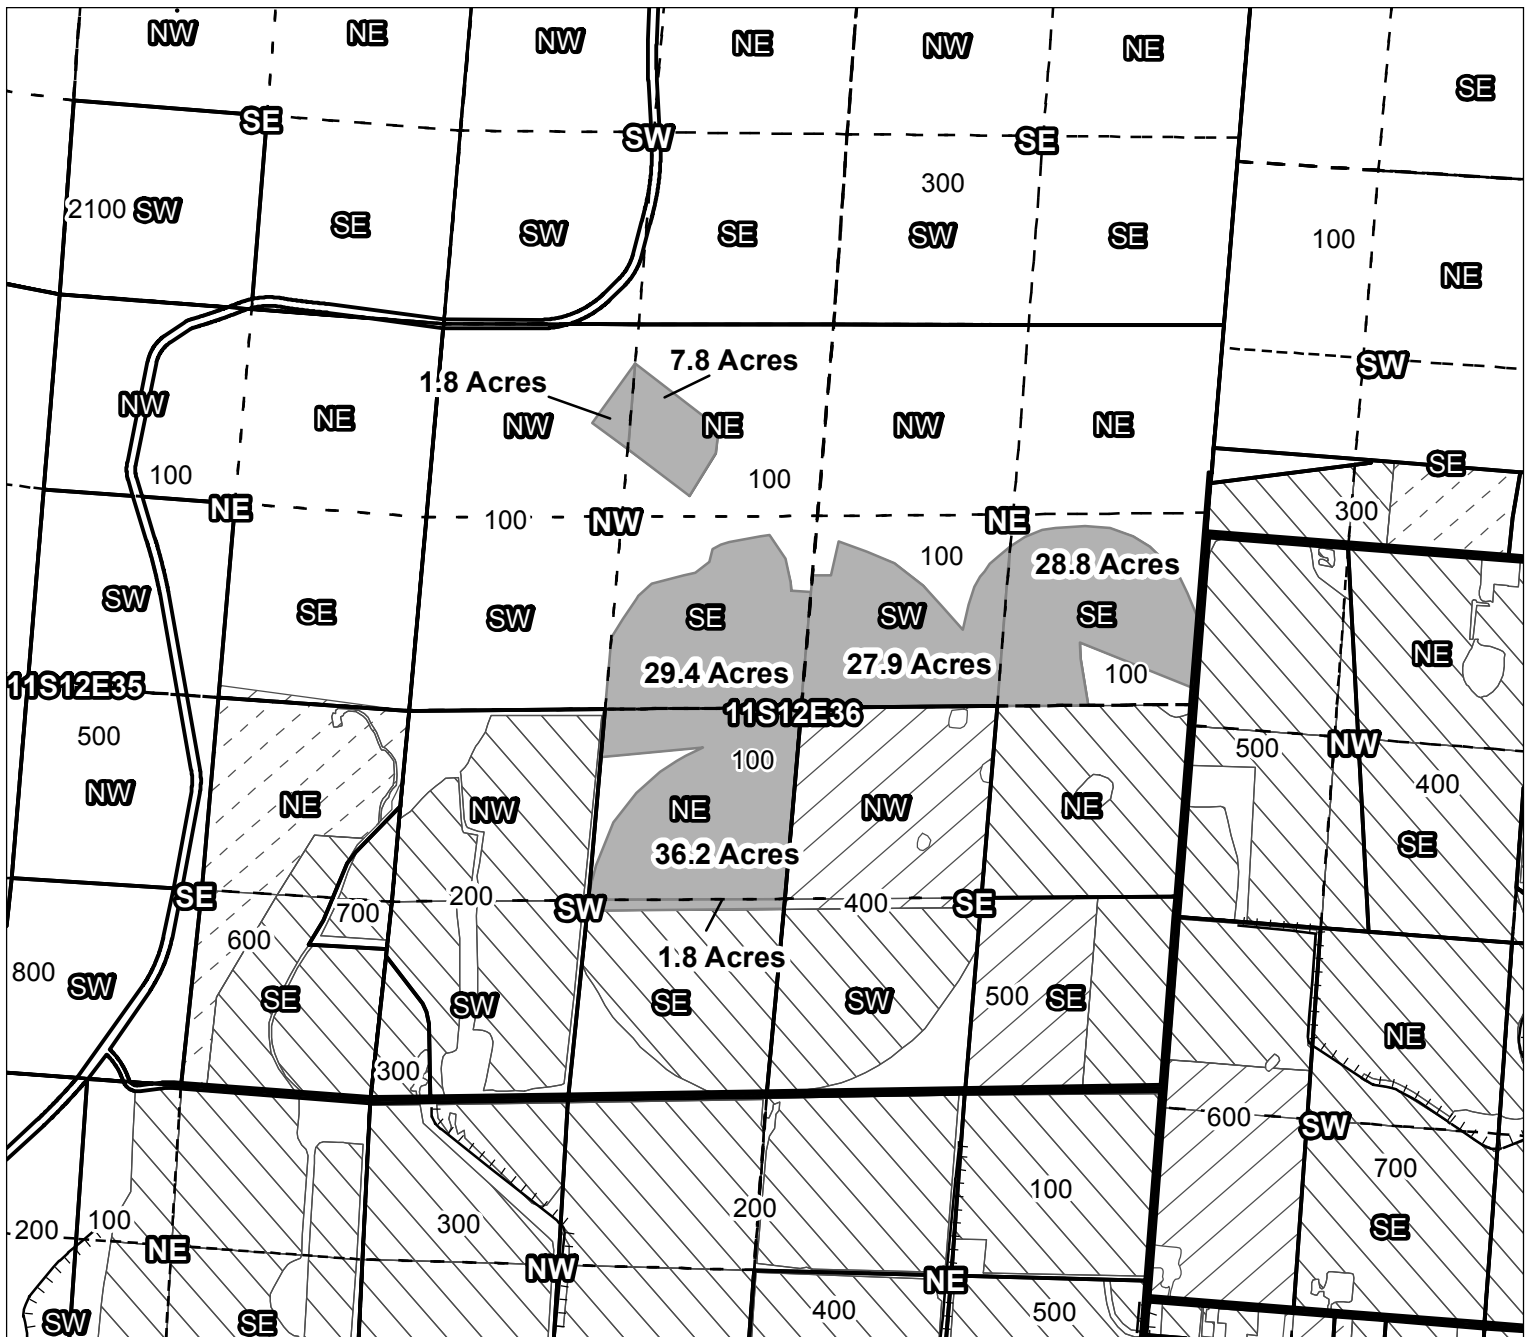 NW NE NW NE NW NE
SE
SE SW SE
2100 SW SE SW SE 300 SW SE 100 NE
7.8 Acres
1.8 Acres
SW
NW NE NW NE NW NE
SE
100 NE 100 NW 100 NE 300
100 28.8 Acres
SW SE SW SE SW SE
NE
29.4 Acres 27.9 Acres 100
11S12E35
11S12E36
500 100 500 NW
NW NE NW NE NW NE 400
SE
36.2 Acres
SE 700 200 SW 400 SE
600
800 SW 1.8 Acres
SE SW SE SW 500 SE
NE
300
600 SW
700
200 100 NE 300 200 100
SE
NW NE
SW SE 400 500